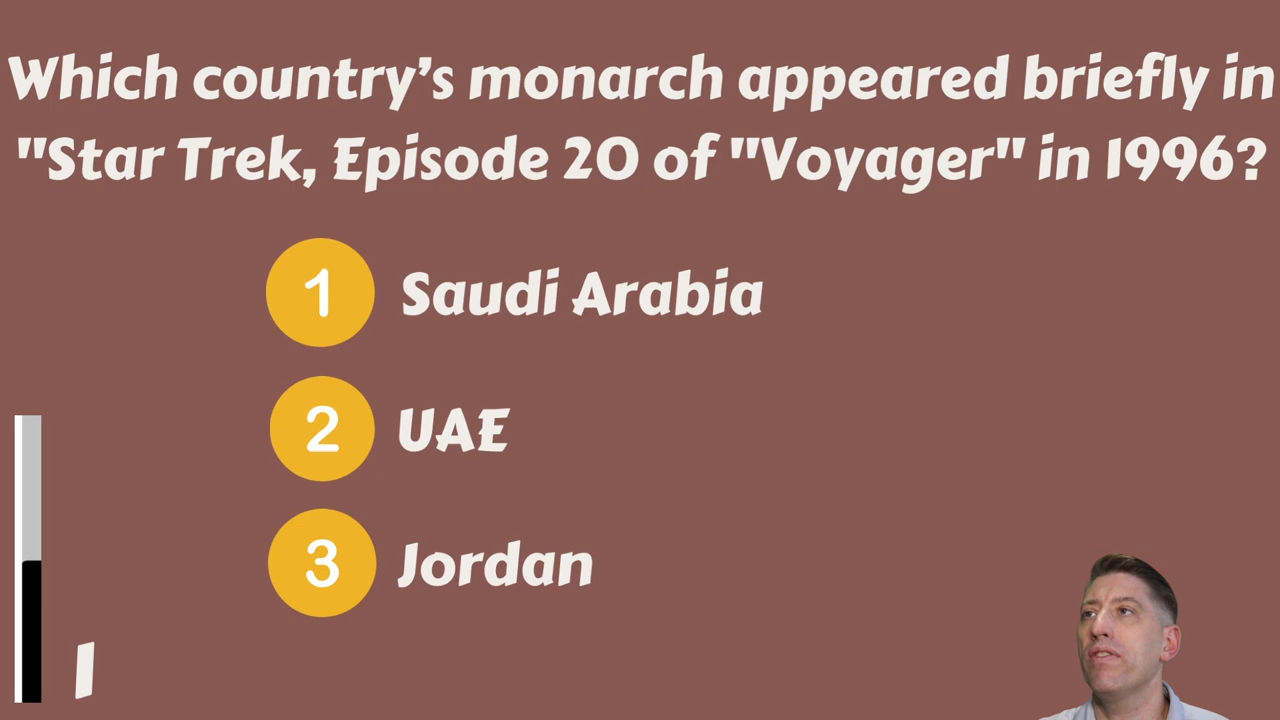 Which country’s monarch appeared briefly in
"Star Trek, Episode 20 of "Voyager" in 1996?
1 Saudi Arabia
2 UAE
3 Jordan
1